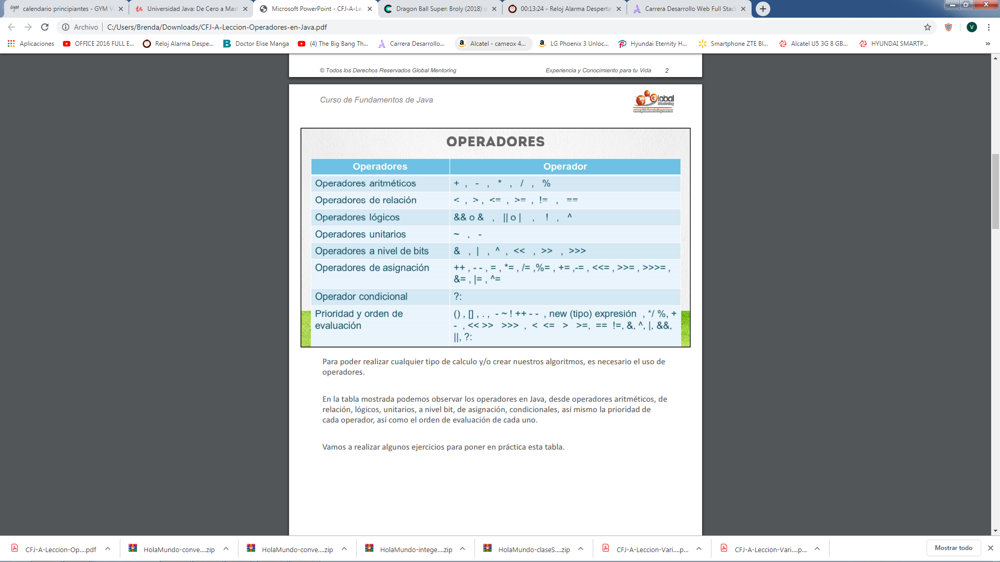 calendario principiantes - GYM V
Universidad Java: De Cero a Mast
Microsoft PowerPoint - CFJ-A-Le
Dragon Ball Super: Broly (2018) o
00:13:24 - Reloj Alarma Desperta
Carrera Desarrollo Web Full Stack
Archivo
C:/Users/Brenda/Downloads/CFJ-A-Leccion-Operadores-en-Java.pdf
V
Aplicaciones
OFFICE 2016 FULL E...
Reloj Alarma Despe...
Doctor Elise Manga
(4) The Big Bang Th...
Carrera Desarrollo...
Alcatel - cameox 4...
LG Phoenix 3 Unloc...
Hyundai Eternity H...
Smartphone ZTE Bl...
Alcatel U5 3G 8 GB...
HYUNDAI SMARTP...
»
© Todos los Derechos Reservados Global Mentoring
Experiencia y Conocimiento para tu Vida 2
Curso de Fundamentos de Java
Global
Mentoring
www.globalmentoring.com.mx
OPERADORES
Operadores
Operador
Operadores aritméticos
+ , - , * , / , %
Operadores de relación
< , > , <= , >= , != , ==
Operadores lógicos
&& o & , || o | , ! , ^
Operadores unitarios
~ , -
Operadores a nivel de bits
& , | , ^ , << , >> , >>>
Operadores de asignación
++ , - - , = , *= , /= ,%= , += ,-= , <<= , >>= , >>>= ,
&= , |= , ^=
Operador condicional
?:
Prioridad y orden de
evaluación
() , [] , . , - ~ ! ++ - - , new (tipo) expresión , */ %, +
- , << >> >>> , < <= > >=, == !=, &, ^, |, &&,
||, ?:
Para poder realizar cualquier tipo de calculo y/o crear nuestros algoritmos, es necesario el uso de
operadores.
En la tabla mostrada podemos observar los operadores en Java, desde operadores aritméticos, de
relación, lógicos, unitarios, a nivel bit, de asignación, condicionales, así mismo la prioridad de
cada operador, así como el orden de evaluación de cada uno.
Vamos a realizar algunos ejercicios para poner en práctica esta tabla.
CFJ-A-Leccion-Op....pdf
HolaMundo-conve....zip
HolaMundo-conve....zip
HolaMundo-intege....zip
HolaMundo-claseS....zip
CFJ-A-Leccion-Vari....p...
CFJ-A-Leccion-Vari....p...
Mostrar todo